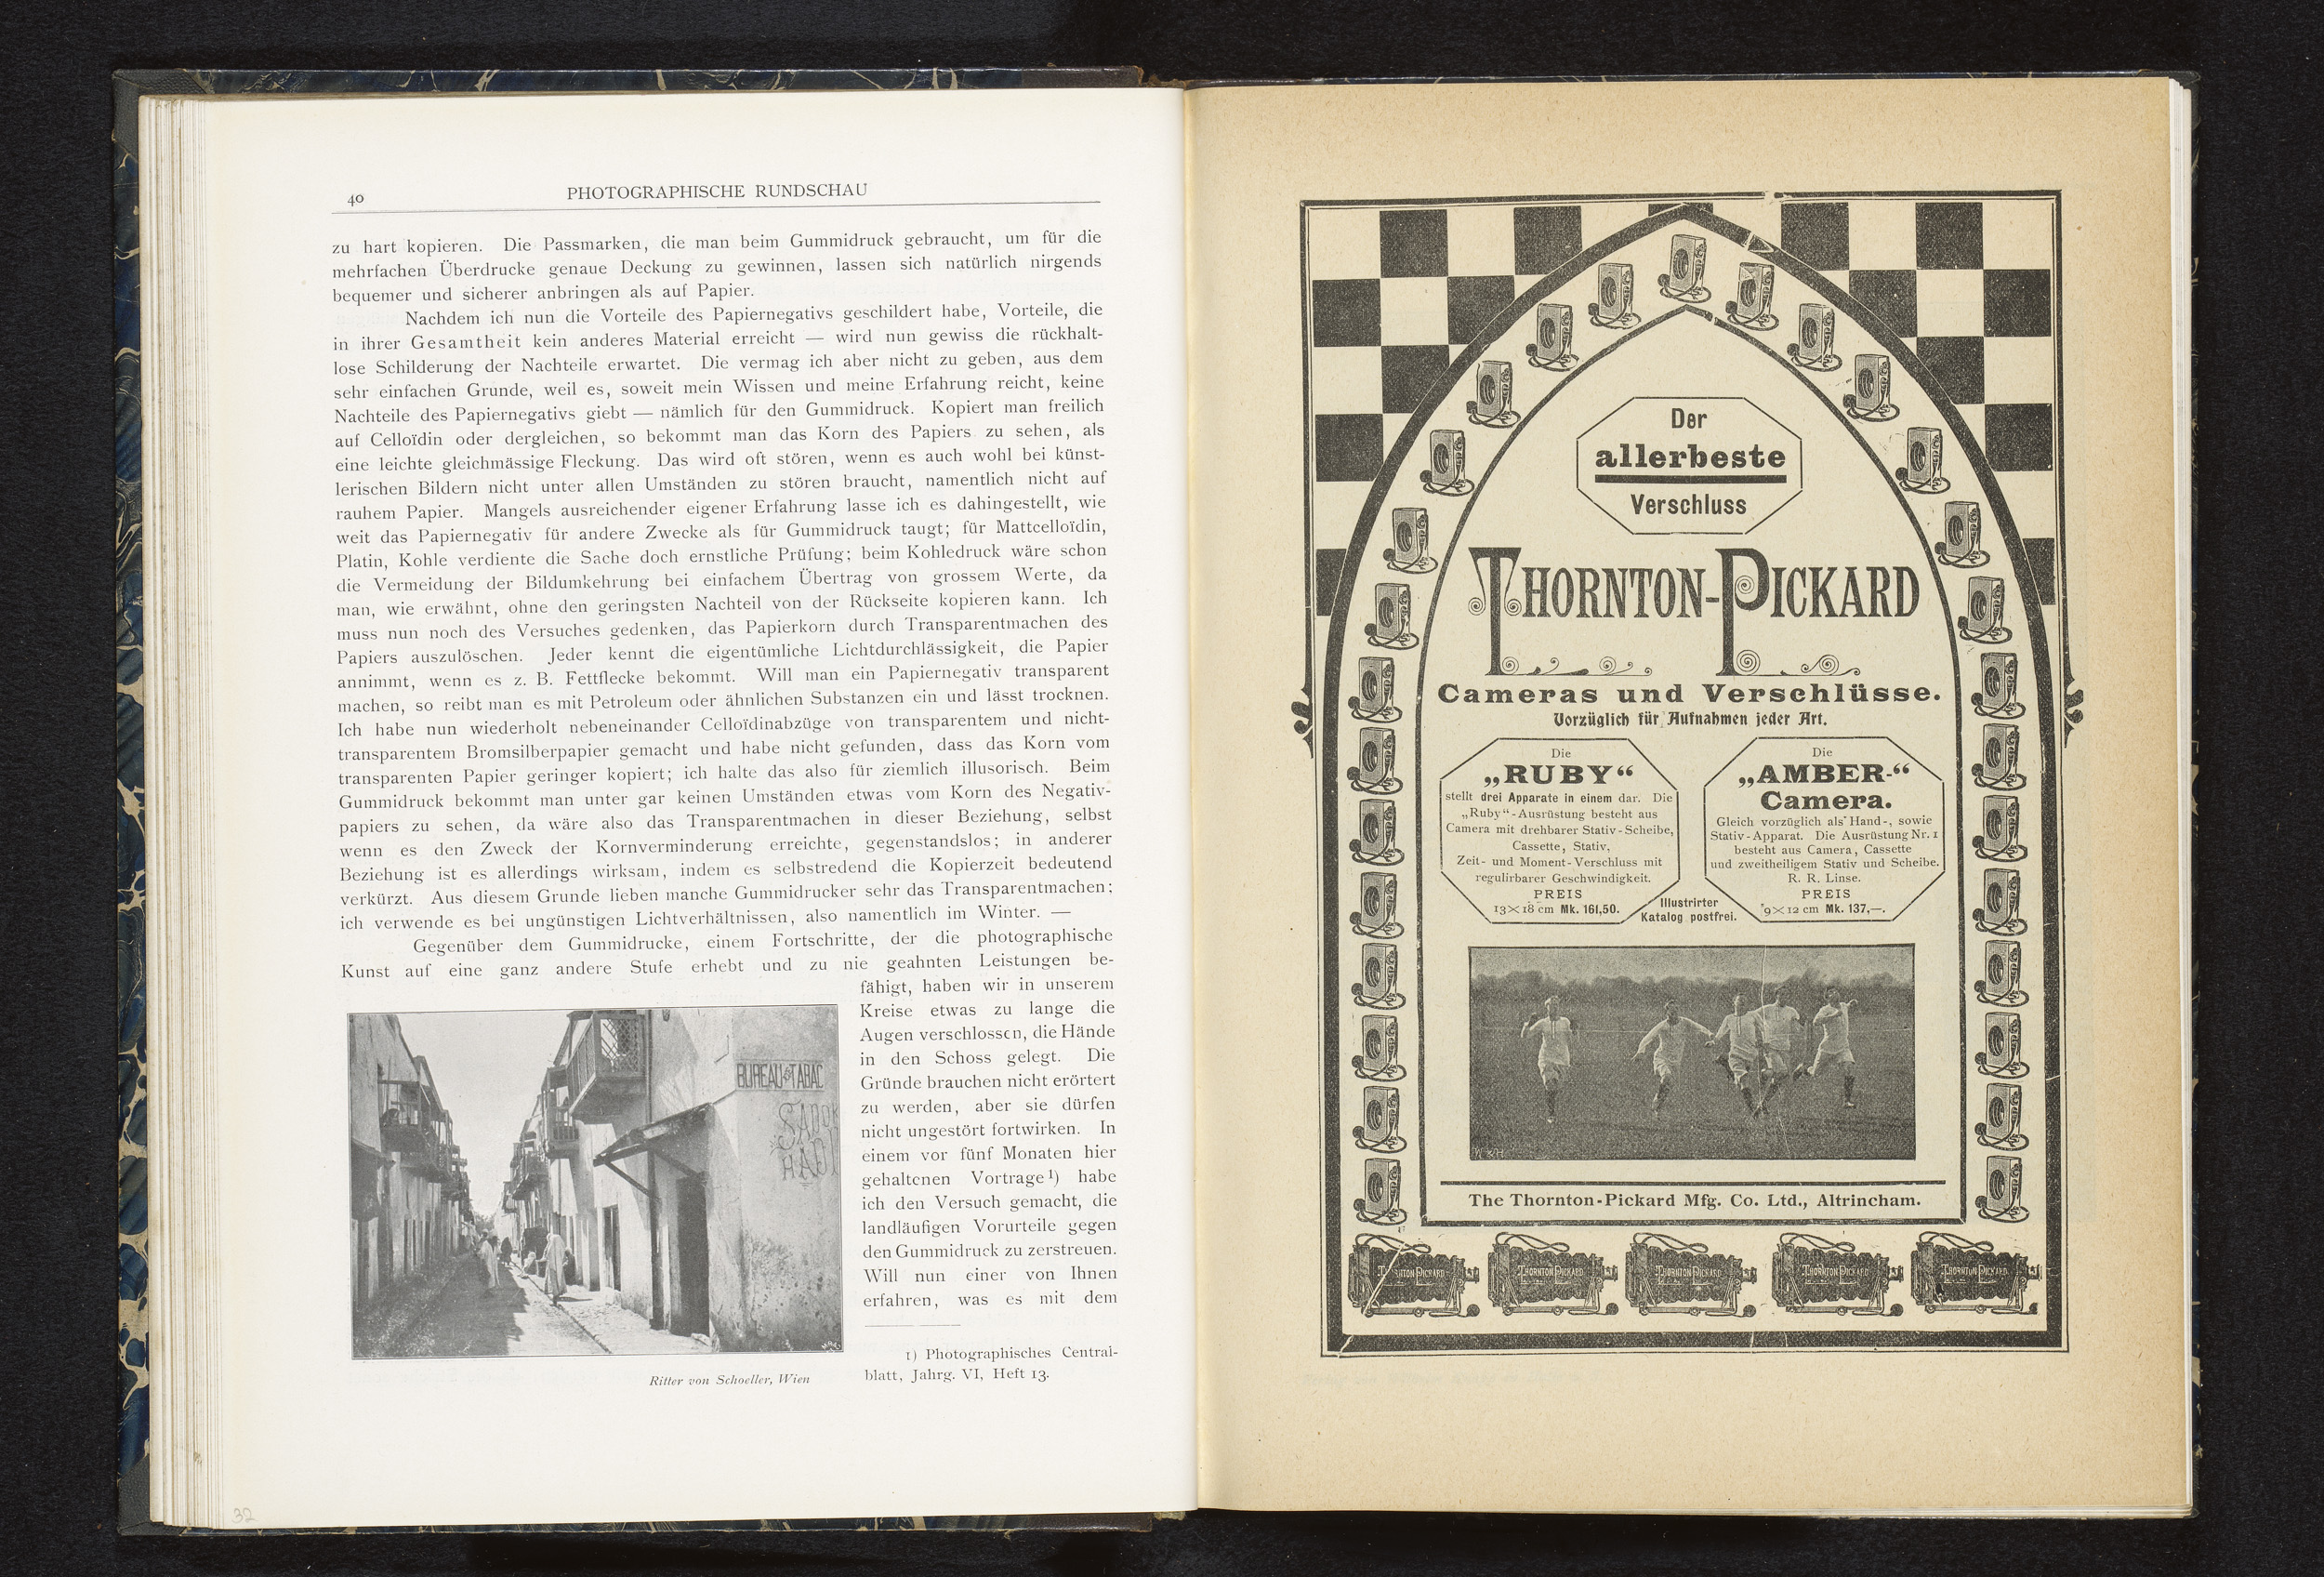 40
PHOTOGRAPHISCHE RUNDSCHAU
zu hart kopieren. Die Passmarken, die man beim Gummidruck gebraucht, um für die
mehrfachen Überdrucke genaue Deckung zu gewinnen, lassen sich natürlich nirgends
bequemer und sicherer anbringen als auf Papier.
Nachdem ich nun die Vorteile des Papiernegativs geschildert habe, Vorteile, die
in ihrer Gesamtheit kein anderes Material erreicht — wird nun gewiss die rückhalt-
lose Schilderung der Nachteile erwartet. Die vermag ich aber nicht zu geben, aus dem
sehr einfachen Grunde, weil es, soweit mein Wissen und meine Erfahrung reicht, keine
Nachteile des Papiernegativs giebt — nämlich für den Gummidruck. Kopiert man freilich
auf Celloïdin oder dergleichen, so bekommt man das Korn des Papiers zu sehen, als
eine leichte gleichmässige Fleckung. Das wird oft stören, wenn es auch wohl bei künst-
lerischen Bildern nicht unter allen Umständen zu stören braucht, namentlich nicht auf
rauhem Papier. Mangels ausreichender eigener Erfahrung lasse ich es dahingestellt, wie
weit das Papiernegativ für andere Zwecke als für Gummidruck taugt; für Mattcelloïdin,
Platin, Kohle verdiente die Sache doch ernstliche Prüfung; beim Kohledruck wäre schon
die Vermeidung der Bildumkehrung bei einfachem Übertrag von grossem Werte, da
man, wie erwähnt, ohne den geringsten Nachteil von der Rückseite kopieren kann. Ich
muss nun noch des Versuches gedenken, das Papierkorn durch Transparentmachen des
Papiers auszulöschen. Jeder kennt die eigentümliche Lichtdurchlässigkeit, die Papier
annimmt, wenn es z. B. Fettflecke bekommt. Will man ein Papiernegativ transparent
machen, so reibt man es mit Petroleum oder ähnlichen Substanzen ein und lässt trocknen.
Ich habe nun wiederholt nebeneinander Celloïdinabzüge von transparentem und nicht-
transparentem Bromsilberpapier gemacht und habe nicht gefunden, dass das Korn vom
transparenten Papier geringer kopiert; ich halte das also für ziemlich illusorisch. Beim
Gummidruck bekommt man unter gar keinen Umständen etwas vom Korn des Negativ-
papiers zu sehen, da wäre also das Transparentmachen in dieser Beziehung, selbst
wenn es den Zweck der Kornverminderung erreichte, gegenstandslos; in anderer
Beziehung ist es allerdings wirksam, indem es selbstredend die Kopierzeit bedeutend
verkürzt. Aus diesem Grunde lieben manche Gummidrucker sehr das Transparentmachen;
ich verwende es bei ungünstigen Lichtverhältnissen, also namentlich im Winter. —
Gegenüber dem Gummidrucke, einem Fortschritte, der die photographische
Kunst auf eine ganz andere Stufe erhebt und zu nie geahnten Leistungen be-
fähigt, haben wir in unserem
Kreise etwas zu lange die
Augen verschlossen, die Hände
in den Schoss gelegt. Die
Gründe brauchen nicht erörtert
zu werden, aber sie dürfen
nicht ungestört fortwirken. In
einem vor fünf Monaten hier
gehaltenen Vortrage¹) habe
ich den Versuch gemacht, die
landläufigen Vorurteile gegen
den Gummidruck zu zerstreuen.
Will nun einer von Ihnen
erfahren, was es mit dem
1) Photographisches Central-
blatt, Jahrg. VI, Heft 13.
BUREAU DE TABAC
SADOK
HADJ
Ritter von Schoeller, Wien
32
Der
allerbeste
Verschluss
THORNTON-PICKARD
Cameras und Verschlüsse.
Vorzüglich für Aufnahmen jeder Art.
Die
„RUBY“
stellt drei Apparate in einem dar. Die
„Ruby“-Ausrüstung besteht aus
Camera mit drehbarer Stativ-Scheibe,
Cassette, Stativ,
Zeit- und Moment-Verschluss mit
regulirbarer Geschwindigkeit.
PREIS
13×18 cm Mk. 161,50.
Illustrirter
Katalog postfrei.
Die
„AMBER-“
Camera.
Gleich vorzüglich als Hand-, sowie
Stativ-Apparat. Die Ausrüstung Nr. 1
besteht aus Camera, Cassette
und zweitheiligem Stativ und Scheibe.
R. R. Linse.
PREIS
9×12 cm Mk. 137,—.
The Thornton-Pickard Mfg. Co. Ltd., Altrincham.
THORNTON PICKARD
THORNTON PICKARD
THORNTON PICKARD
THORNTON PICKARD
THORNTON PICKARD